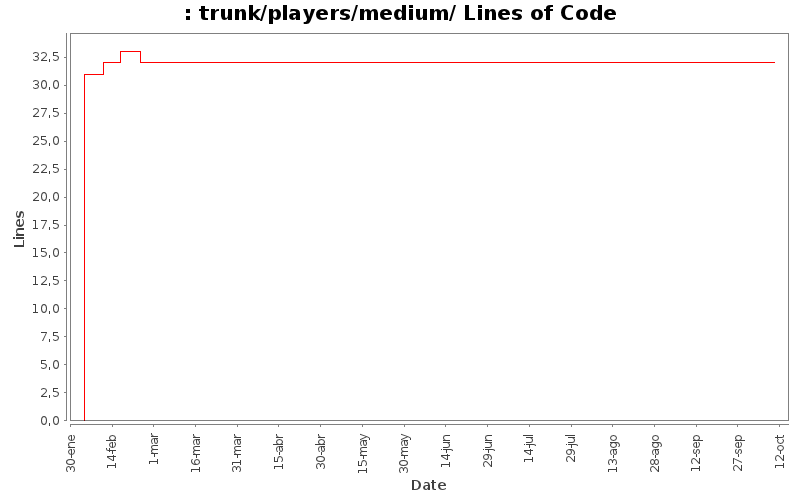 : trunk/players/medium/ Lines of Code
Lines
32,5
30,0
27,5
25,0
22,5
20,0
17,5
15,0
12,5
10,0
7,5
5,0
2,5
0,0
30-ene
14-feb
1-mar
16-mar
31-mar
15-abr
30-abr
15-may
30-may
14-jun
29-jun
14-jul
29-jul
13-ago
28-ago
12-sep
27-sep
12-oct
Date